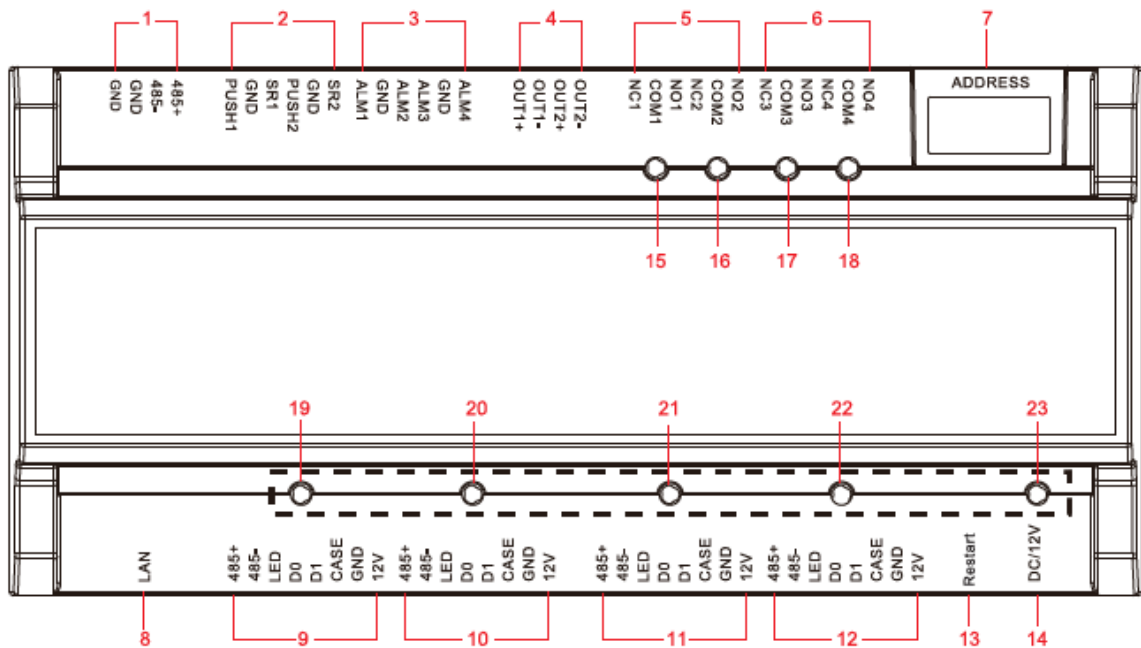 1
2
3
4
5
6
7
GND
GND
485-
485+
PUSH1
GND
SR1
PUSH2
GND
SR2
ALM1
GND
ALM2
ALM3
GND
ALM4
OUT1+
OUT1-
OUT2+
OUT2-
NC1
COM1
NO1
NC2
COM2
NO2
NC3
COM3
NO3
NC4
COM4
NO4
ADDRESS
15
16
17
18
19
20
21
22
23
LAN
485+
485-
LED
D0
D1
CASE
GND
12V
485+
485-
LED
D0
D1
CASE
GND
12V
485+
485-
LED
D0
D1
CASE
GND
12V
485+
485-
LED
D0
D1
CASE
GND
12V
Restart
DC/12V
8
9
10
11
12
13
14